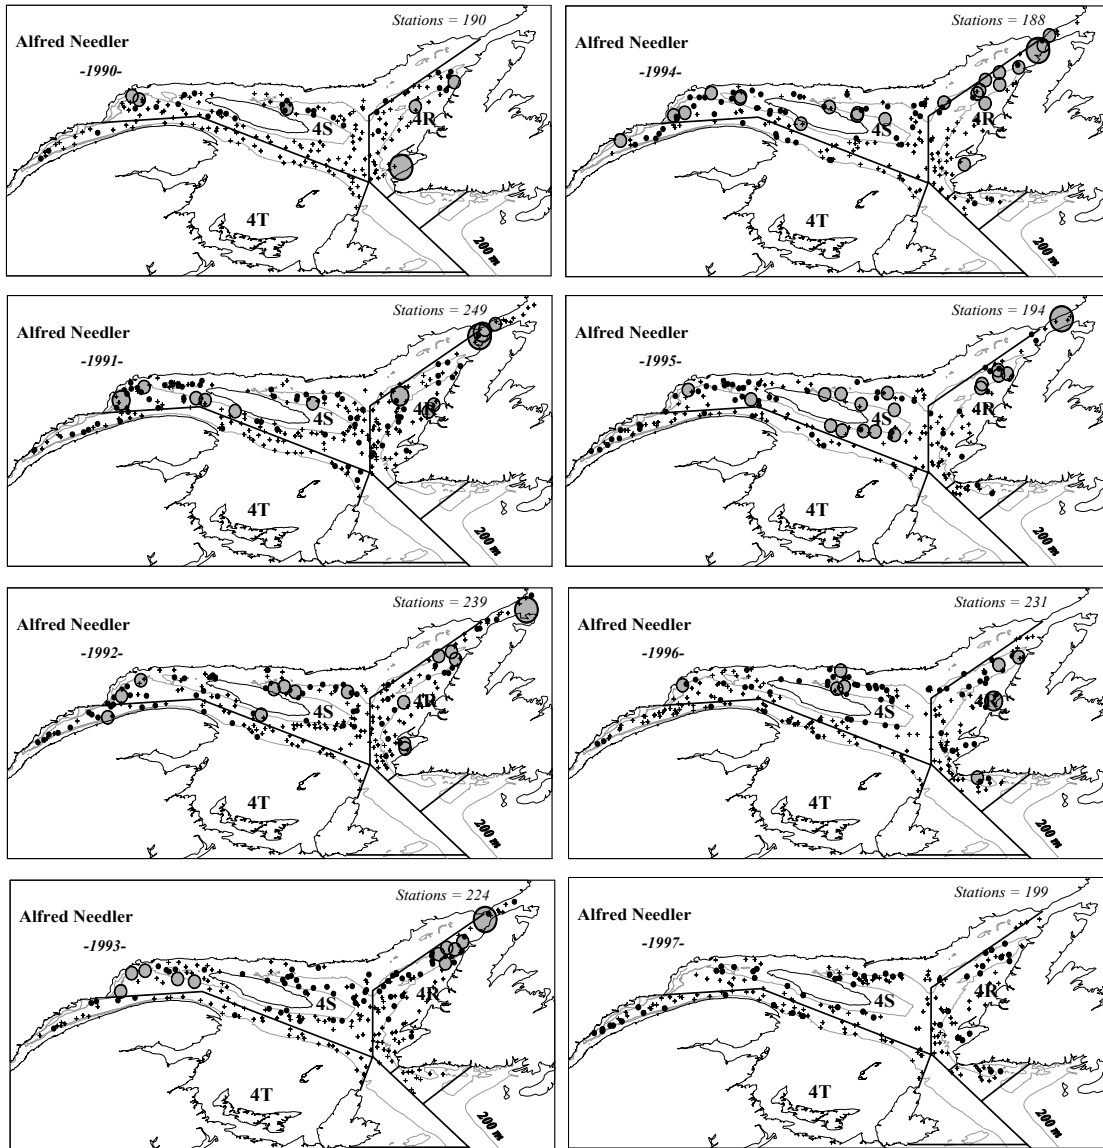 Stations = 190
Alfred Needler
-1990-
4S
4R
4T
200 m
Stations = 188
Alfred Needler
-1994-
4S
4R
4T
200 m
Stations = 249
Alfred Needler
-1991-
4S
4R
4T
200 m
Stations = 194
Alfred Needler
-1995-
4S
4R
4T
200 m
Stations = 239
Alfred Needler
-1992-
4S
4R
4T
200 m
Stations = 231
Alfred Needler
-1996-
4S
4R
4T
200 m
Stations = 224
Alfred Needler
-1993-
4S
4R
4T
200 m
Stations = 199
Alfred Needler
-1997-
4S
4R
4T
200 m